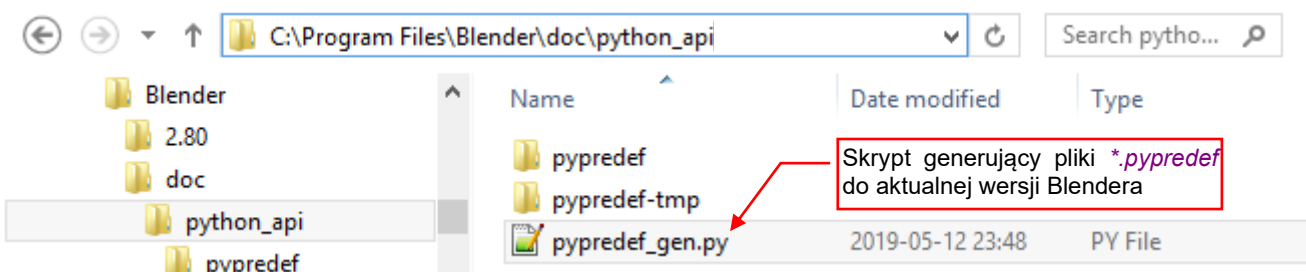 C:\Program Files\Blender\doc\python_api
Search pytho...
Blender
2.80
doc
python_api
pypredef
Name Date modified Type
pypredef
pypredef-tmp
pypredef_gen.py 2019-05-12 23:48 PY File
Skrypt generujący pliki *.pypredef
do aktualnej wersji Blendera